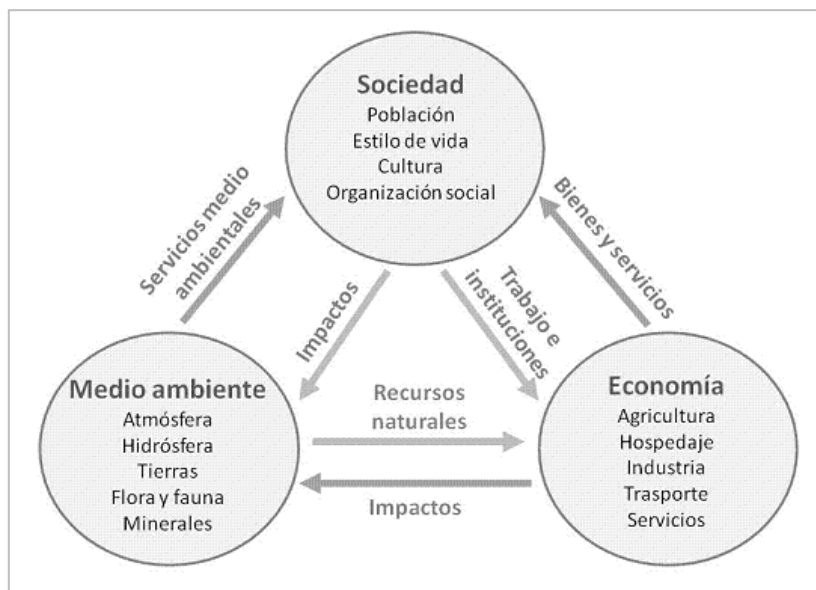 Sociedad
Población
Estilo de vida
Cultura
Organización social
Servicios medio
ambientales
Bienes y servicios
Impactos
Trabajo e
instituciones
Medio ambiente
Atmósfera
Hidrósfera
Tierras
Flora y fauna
Minerales
Recursos
naturales
Impactos
Economía
Agricultura
Hospedaje
Industria
Trasporte
Servicios